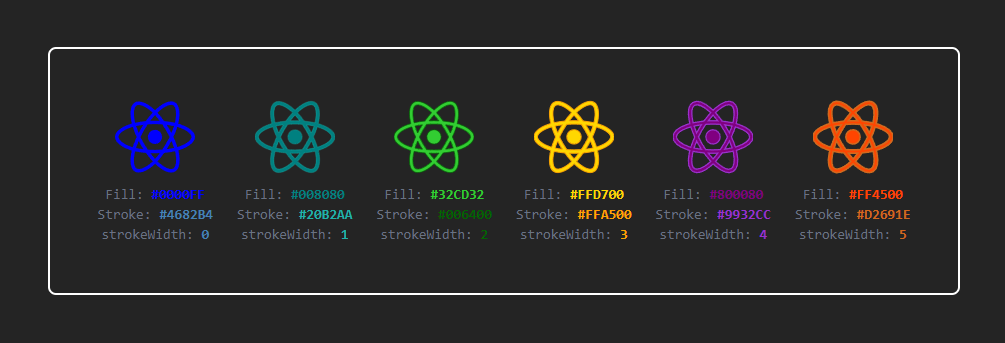 Fill: #0000FF Fill: #008080 Fill: #32CD32 Fill: #FFD700 Fill: #800080 Fill: #FF4500
Stroke: #4682B4 Stroke: #20B2AA Stroke: #006400 Stroke: #FFA500 Stroke: #9932CC Stroke: #D2691E
strokeWidth: 0 strokeWidth: 1 strokeWidth: 2 strokeWidth: 3 strokeWidth: 4 strokeWidth: 5